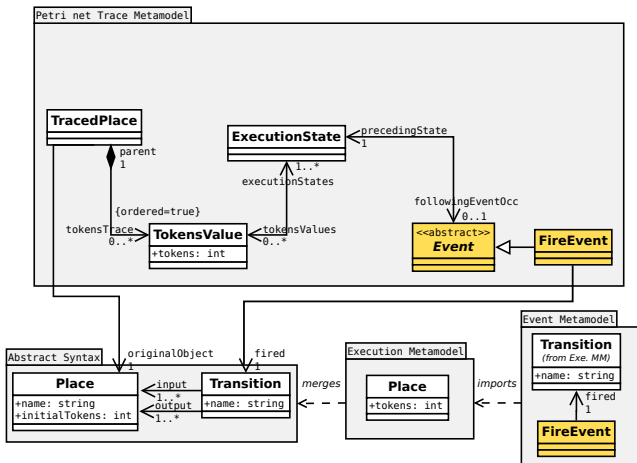 Petri net Trace Metamodel
TracedPlace
parent
1
ExecutionState
precedingState
1
1..*
executionStates
{ordered=true}
tokensTrace
0..*
TokensValue
+tokens: int
tokensValues
0..*
followingEventOcc
0..1
<<abstract>>
Event
FireEvent
Abstract Syntax
originalObject
1
fired
1
Place
+name: string
+initialTokens: int
input
1..*
output
1..*
Transition
+name: string
merges
Execution Metamodel
Place
+tokens: int
imports
Event Metamodel
Transition
(from Exe. MM)
+name: string
fired
1
FireEvent